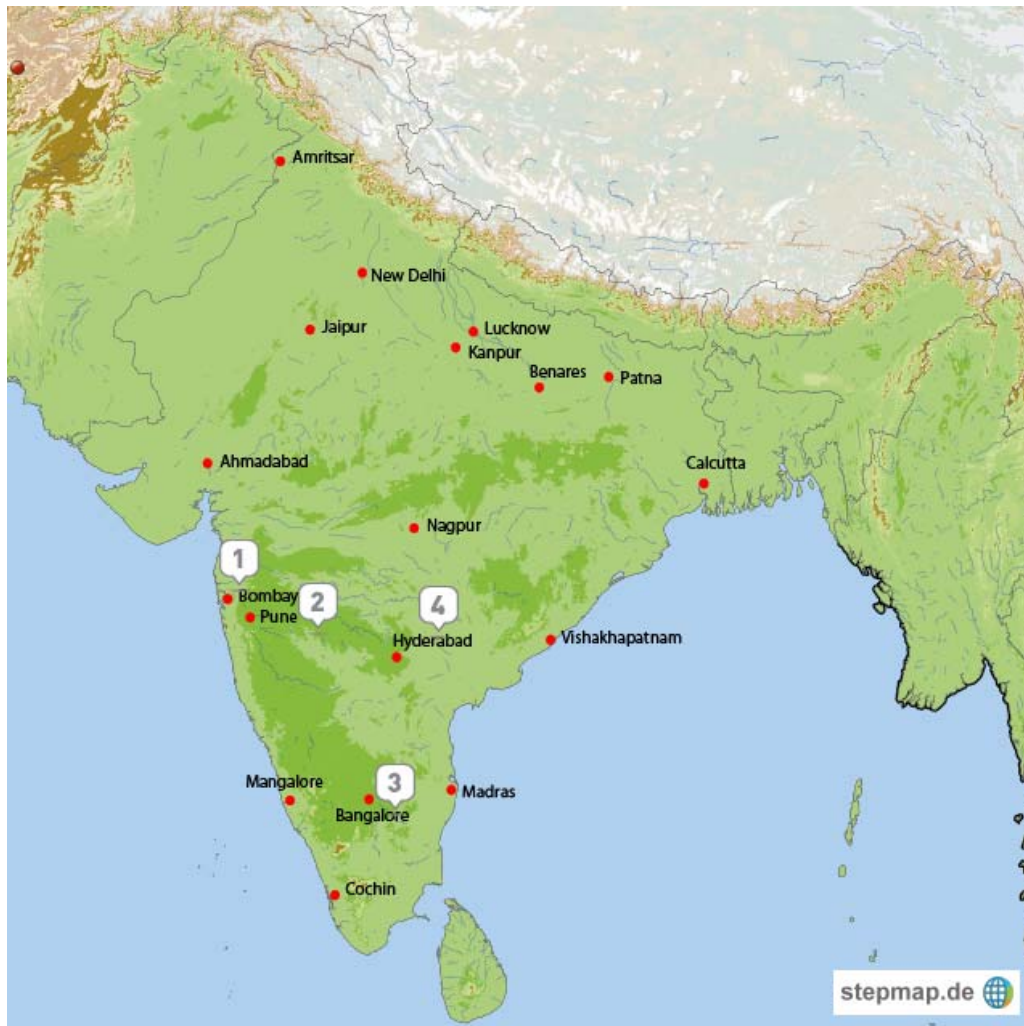 Amritsar
New Delhi
Jaipur
Lucknow
Kanpur
Benares
Patna
Ahmadabad
Calcutta
Nagpur
1
Bombay
2
Pune
4
Hyderabad
Vishakhapatnam
3
Mangalore
Madras
Bangalore
Cochin
stepmap.de